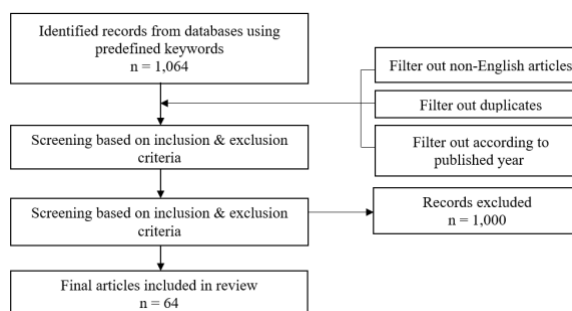 Identified records from databases using
predefined keywords
n = 1,064
Filter out non-English articles
Filter out duplicates
Filter out according to
published year
Screening based on inclusion & exclusion
criteria
Screening based on inclusion & exclusion
criteria
Records excluded
n = 1,000
Final articles included in review
n = 64